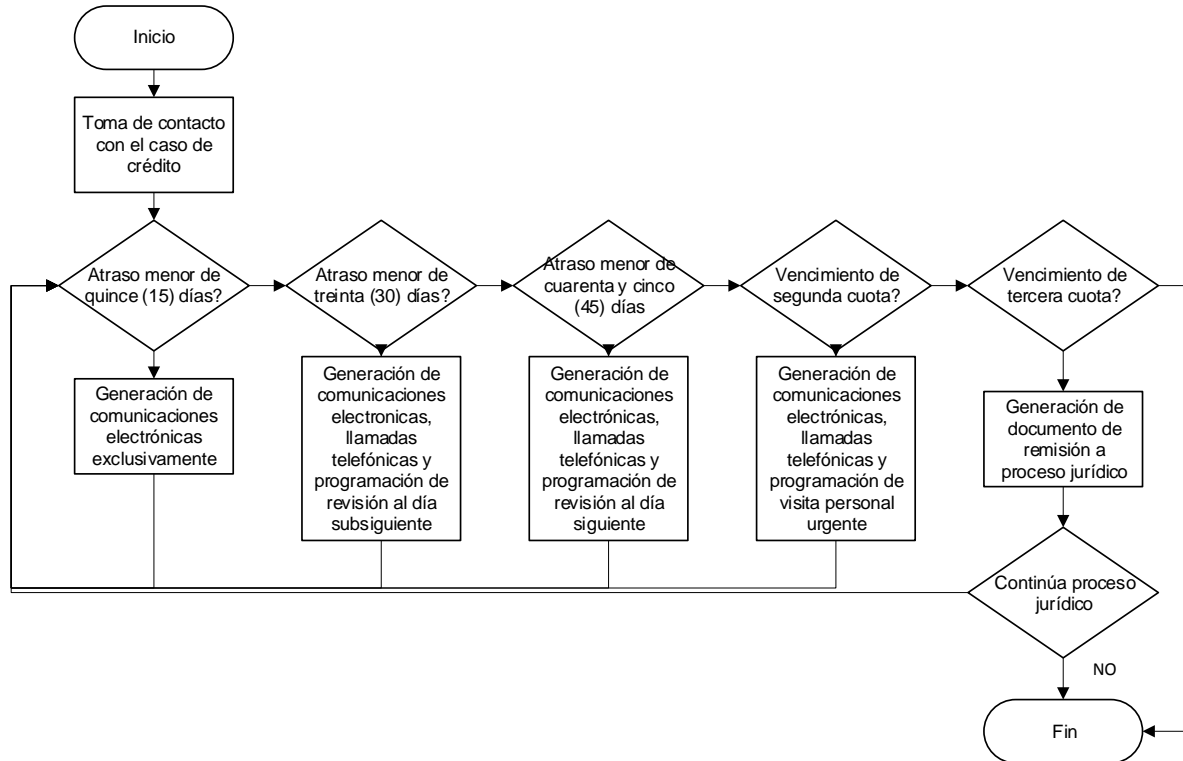 Inicio
Toma de contacto
con el caso de
crédito
Atraso menor de
quince (15) días?
Atraso menor de
treinta (30) días?
Atraso menor de
cuarenta y cinco
(45) días
Vencimiento de
segunda cuota?
Vencimiento de
tercera cuota?
Generación de
comunicaciones
electrónicas
exclusivamente
Generación de
comunicaciones
electronicas,
llamadas
telefónicas y
programación de
revisión al día
subsiguiente
Generación de
comunicaciones
electrónicas,
llamadas
telefónicas y
programación de
revisión al día
siguiente
Generación de
comunicaciones
electrónicas,
llamadas
telefónicas y
programación de
visita personal
urgente
Generación de
documento de
remisión a
proceso jurídico
Continúa proceso
jurídico
NO
Fin